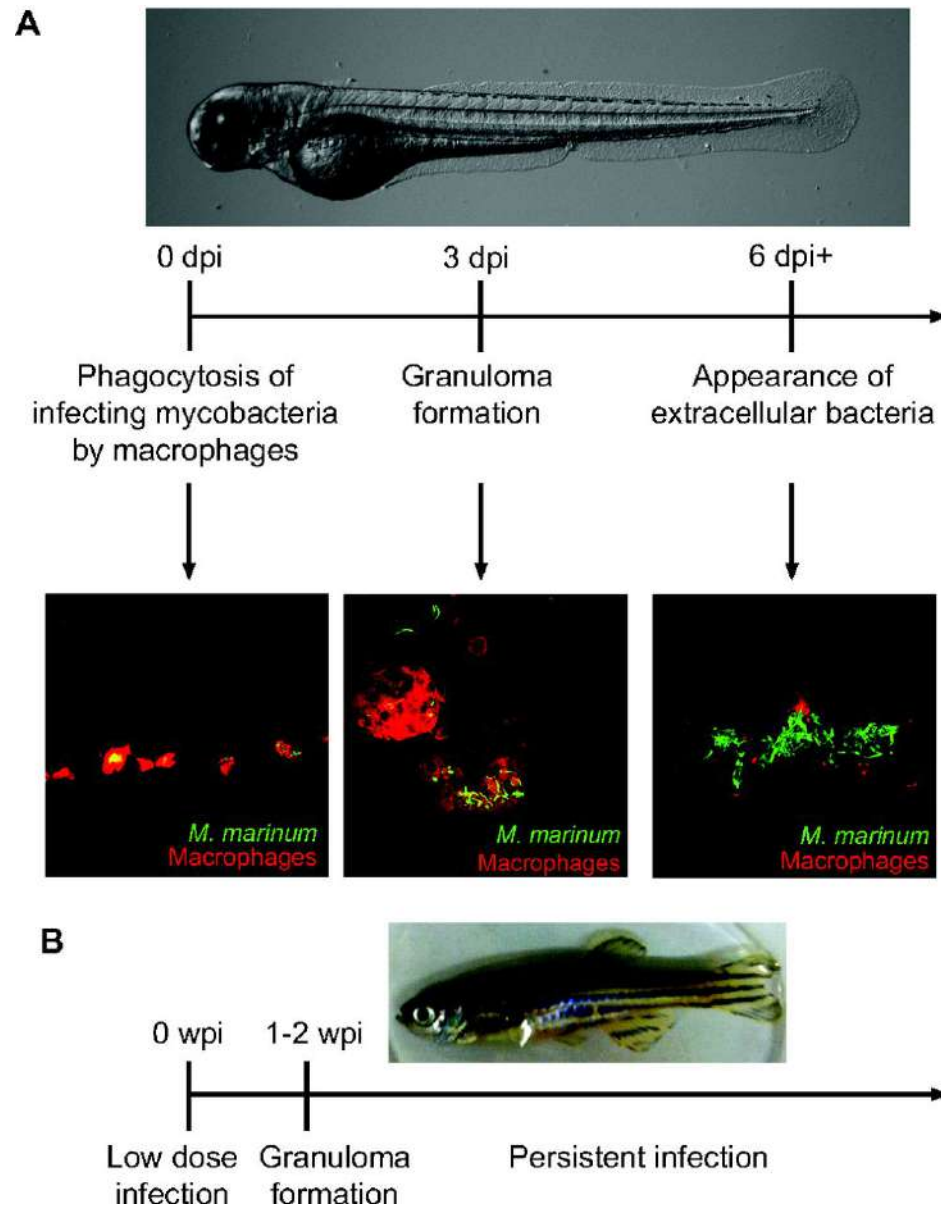 A
0 dpi
3 dpi
6 dpi+
Phagocytosis of
infecting mycobacteria
by macrophages
Granuloma
formation
Appearance of
extracellular bacteria
M. marinum
Macrophages
M. marinum
Macrophages
M. marinum
Macrophages
B
0 wpi
1-2 wpi
Low dose
infection
Granuloma
formation
Persistent infection